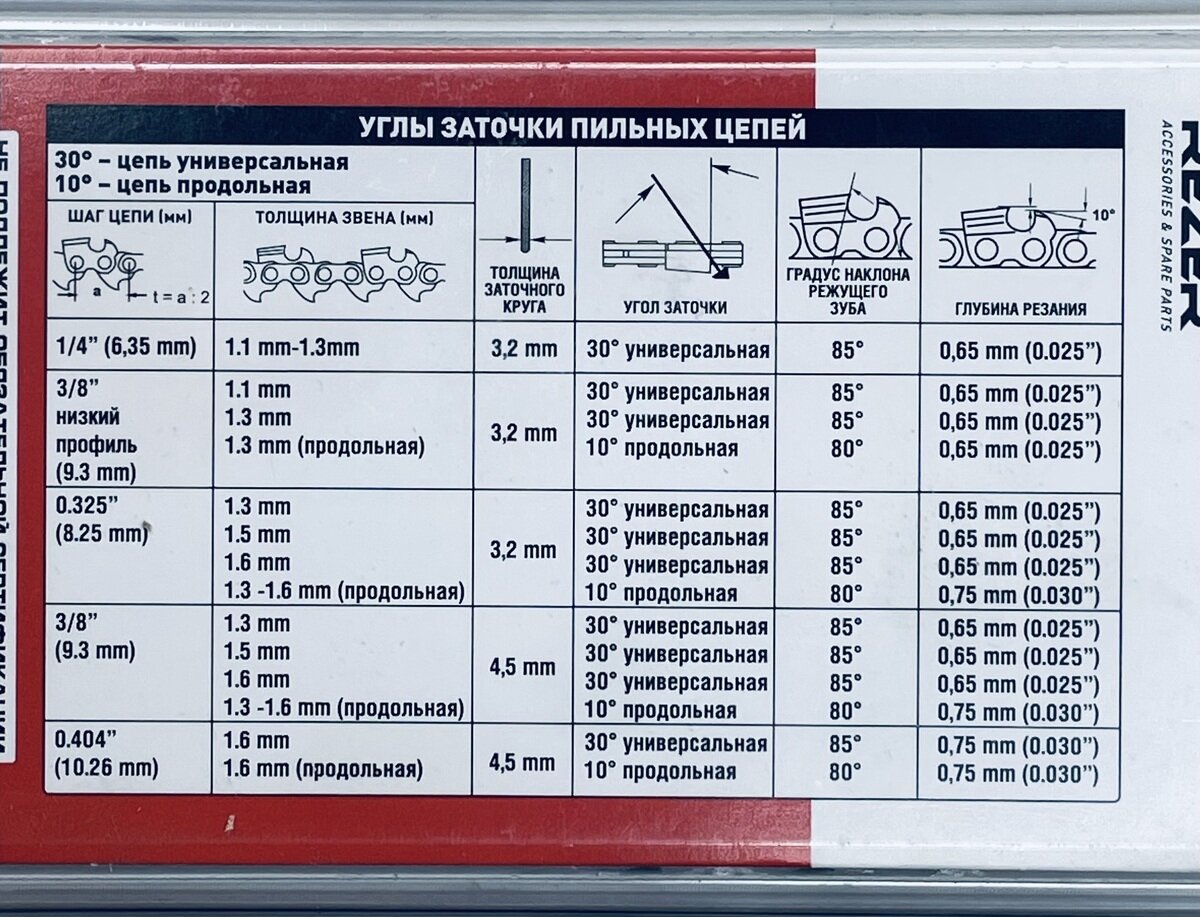 УГЛЫ ЗАТОЧКИ ПИЛЬНЫХ ЦЕПЕЙ
30° – цепь универсальная
10° – цепь продольная
ШАГ ЦЕПИ (мм)
ТОЛЩИНА ЗВЕНА (мм)
a
t = a : 2
ТОЛЩИНА
ЗАТОЧНОГО
КРУГА
УГОЛ ЗАТОЧКИ
ГРАДУС НАКЛОНА
РЕЖУЩЕГО
ЗУБА
10°
ГЛУБИНА РЕЗАНИЯ
1/4” (6,35 mm) 1.1 mm-1.3mm 3,2 mm 30° универсальная 85° 0,65 mm (0.025”)
3/8” 1.1 mm 30° универсальная 85° 0,65 mm (0.025”)
низкий 1.3 mm 3,2 mm 30° универсальная 85° 0,65 mm (0.025”)
профиль 1.3 mm (продольная) 10° продольная 80° 0,65 mm (0.025”)
(9.3 mm)
0.325” 1.3 mm 30° универсальная 85° 0,65 mm (0.025”)
(8.25 mm) 1.5 mm 3,2 mm 30° универсальная 85° 0,65 mm (0.025”)
1.6 mm 30° универсальная 85° 0,65 mm (0.025”)
1.3 -1.6 mm (продольная) 10° продольная 80° 0,75 mm (0.030”)
3/8” 1.3 mm 30° универсальная 85° 0,65 mm (0.025”)
(9.3 mm) 1.5 mm 4,5 mm 30° универсальная 85° 0,65 mm (0.025”)
1.6 mm 30° универсальная 85° 0,65 mm (0.025”)
1.3 -1.6 mm (продольная) 10° продольная 80° 0,75 mm (0.030”)
0.404” 1.6 mm 4,5 mm 30° универсальная 85° 0,75 mm (0.030”)
(10.26 mm) 1.6 mm (продольная) 10° продольная 80° 0,75 mm (0.030”)
REZER
ACCESSORIES & SPARE PARTS
НЕ ПОДЛЕЖИТ ОБЯЗАТЕЛЬНОЙ СЕРТИФИКАЦИИ